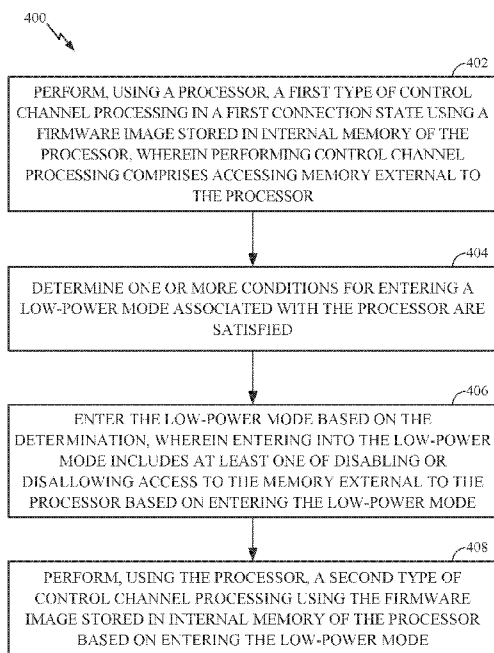 400
402
PERFORM, USING A PROCESSOR, A FIRST TYPE OF CONTROL
CHANNEL PROCESSING IN A FIRST CONNECTION STATE USING A
FIRMWARE IMAGE STORED IN INTERNAL MEMORY OF THE
PROCESSOR, WHEREIN PERFORMING CONTROL CHANNEL
PROCESSING COMPRISES ACCESSING MEMORY EXTERNAL TO
THE PROCESSOR
404
DETERMINE ONE OR MORE CONDITIONS FOR ENTERING A
LOW-POWER MODE ASSOCIATED WITH THE PROCESSOR ARE
SATISFIED
406
ENTER THE LOW-POWER MODE BASED ON THE
DETERMINATION, WHEREIN ENTERING INTO THE LOW-POWER
MODE INCLUDES AT LEAST ONE OF DISABLING OR
DISALLOWING ACCESS TO THE MEMORY EXTERNAL TO THE
PROCESSOR BASED ON ENTERING THE LOW-POWER MODE
408
PERFORM, USING THE PROCESSOR, A SECOND TYPE OF
CONTROL CHANNEL PROCESSING USING THE FIRMWARE
IMAGE STORED IN INTERNAL MEMORY OF THE PROCESSOR
BASED ON ENTERING THE LOW-POWER MODE